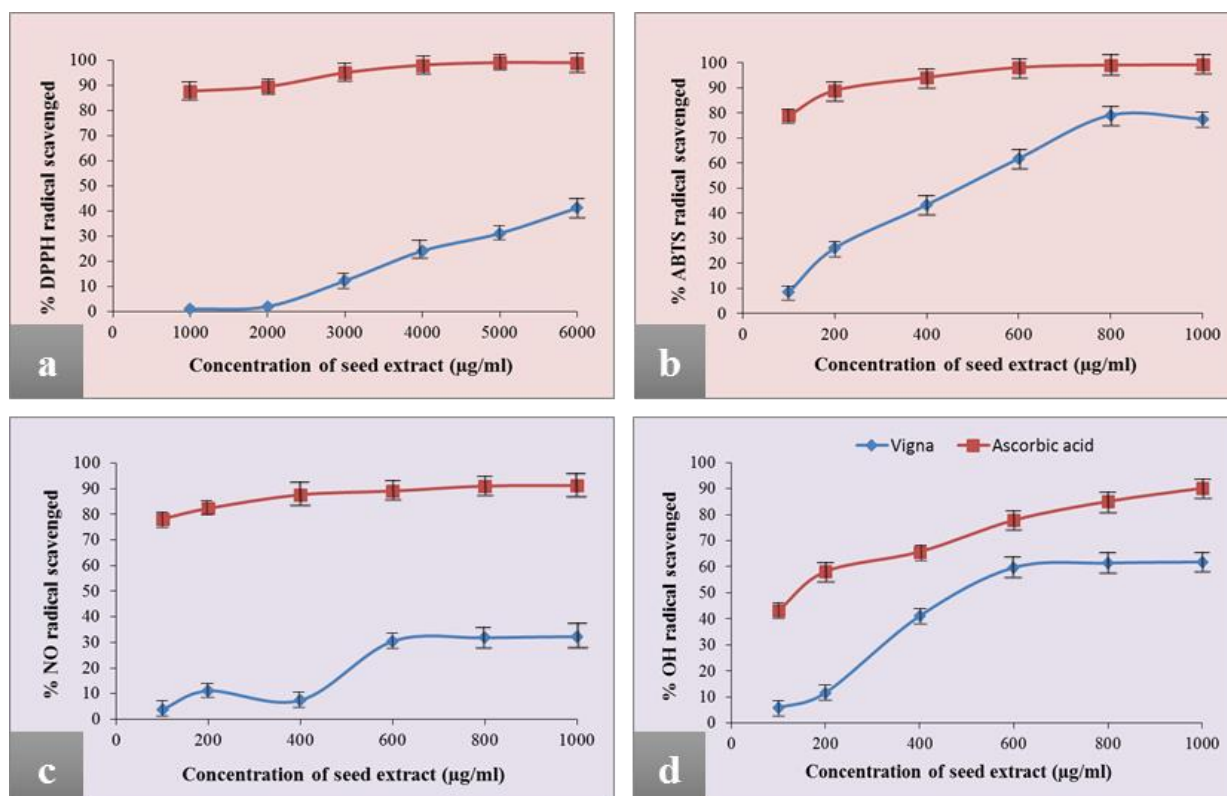 % DPPH radical scavenged
100
90
80
70
60
50
40
30
20
10
0
0 1000 2000 3000 4000 5000 6000
Concentration of seed extract (µg/ml)
a
% ABTS radical scavenged
100
90
80
70
60
50
40
30
20
10
0
0 200 400 600 800 1000
Concentration of seed extract (µg/ml)
b
% NO radical scavenged
100
90
80
70
60
50
40
30
20
10
0
0 200 400 600 800 1000
Concentration of seed extract (µg/ml)
c
Vigna Ascorbic acid
% OH radical scavenged
100
90
80
70
60
50
40
30
20
10
0
0 200 400 600 800 1000
Concentration of seed extract (µg/ml)
d